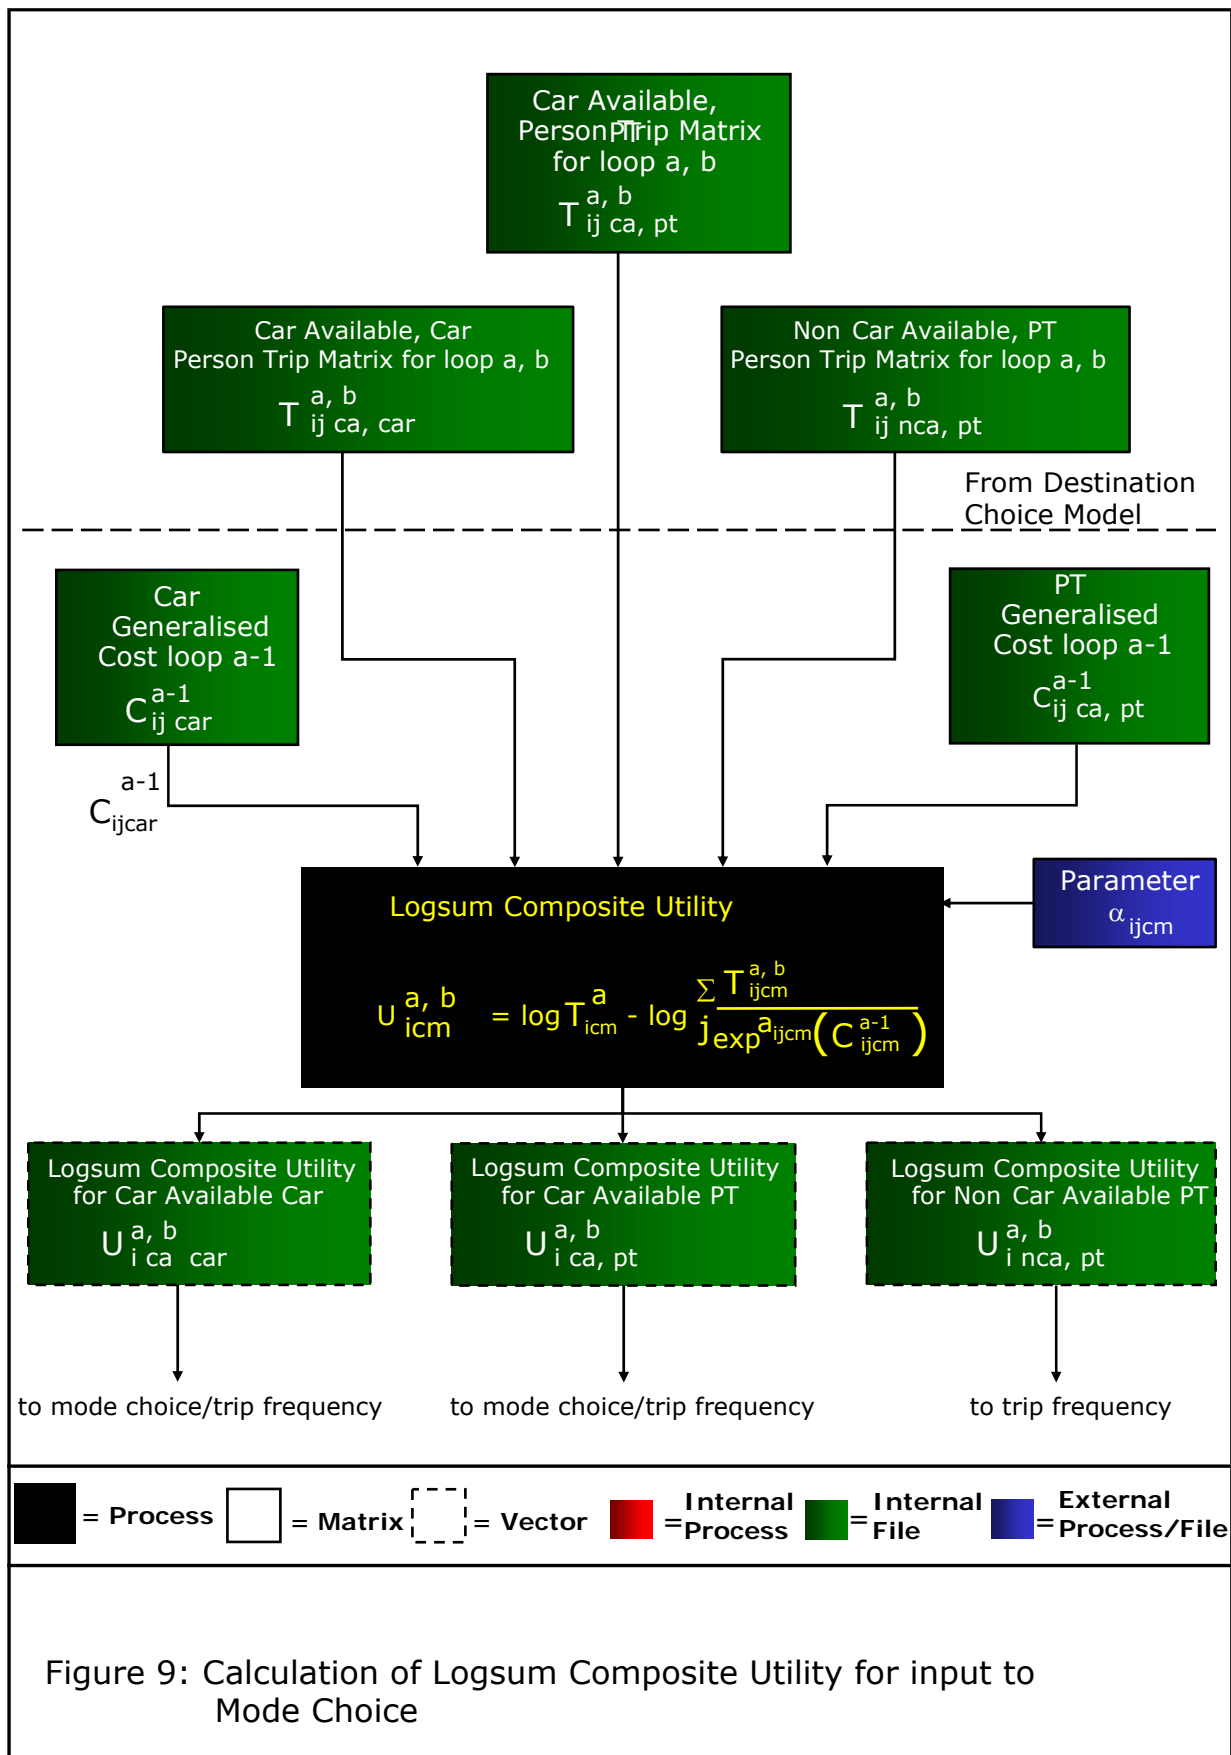 Car Available,
PT
Person Trip Matrix
for loop a, b
T a, b ij ca, pt
Car Available, Car
Person Trip Matrix for loop a, b
T a, b ij ca, car
Non Car Available, PT
Person Trip Matrix for loop a, b
T a, b ij nca, pt
From Destination
Choice Model
Car
Generalised
Cost loop a-1
C a-1 ij car
PT
Generalised
Cost loop a-1
C a-1 ij ca, pt
C a-1 ijcar
Parameter
α ijcm
Logsum Composite Utility
U a, b icm = log T a icm - log Σ j T a, b ijcm / exp a ijcm (C a-1 ijcm)
Logsum Composite Utility
for Car Available Car
U a, b i ca car
Logsum Composite Utility
for Car Available PT
U a, b i ca, pt
Logsum Composite Utility
for Non Car Available PT
U a, b i nca, pt
to mode choice/trip frequency
to mode choice/trip frequency
to trip frequency
= Process
= Matrix
= Vector
= Internal
Process
= Internal
File
= External
Process/File
Figure 9: Calculation of Logsum Composite Utility for input to
Mode Choice